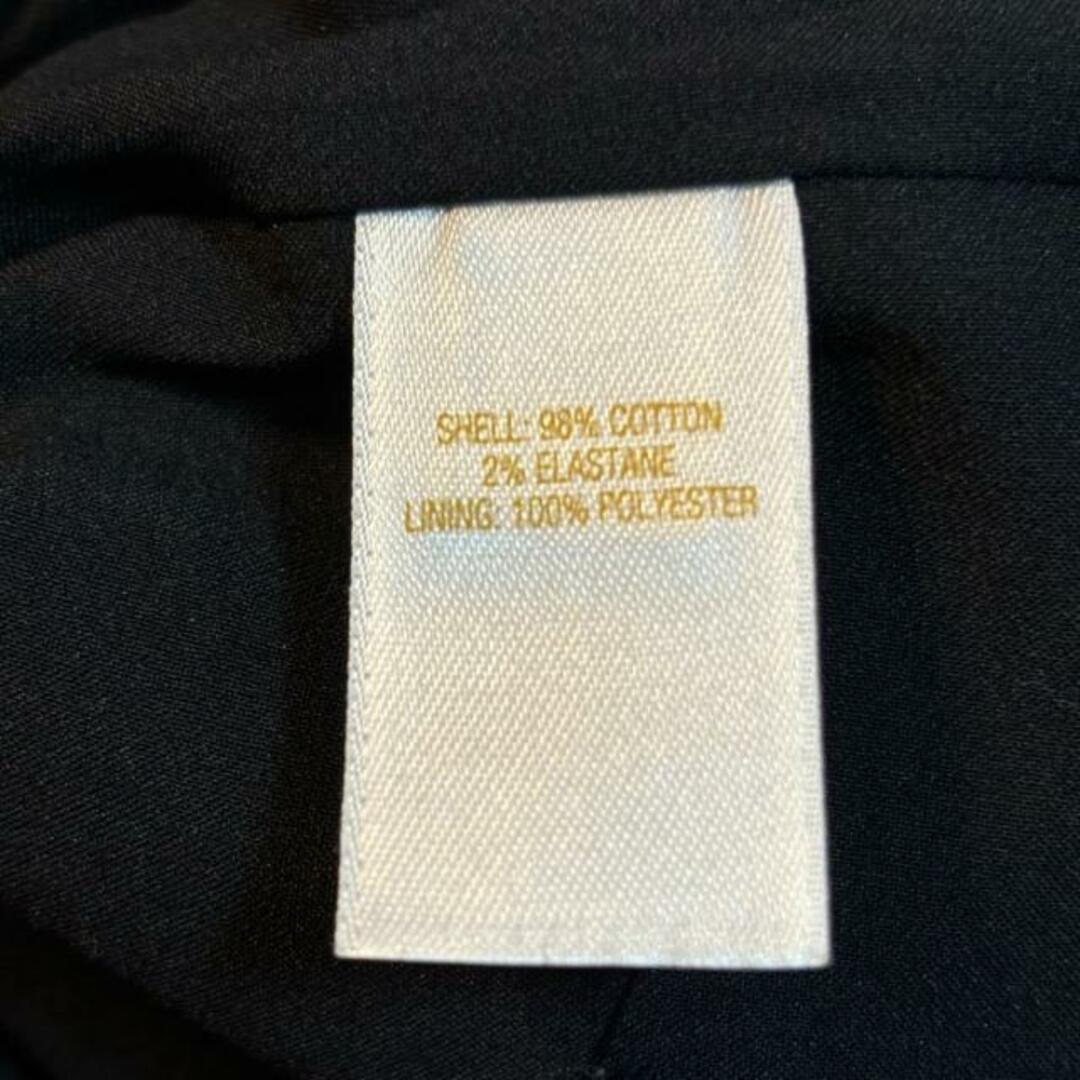 SHELL: 98% COTTON
2% ELASTANE
LINING: 100% POLYESTER